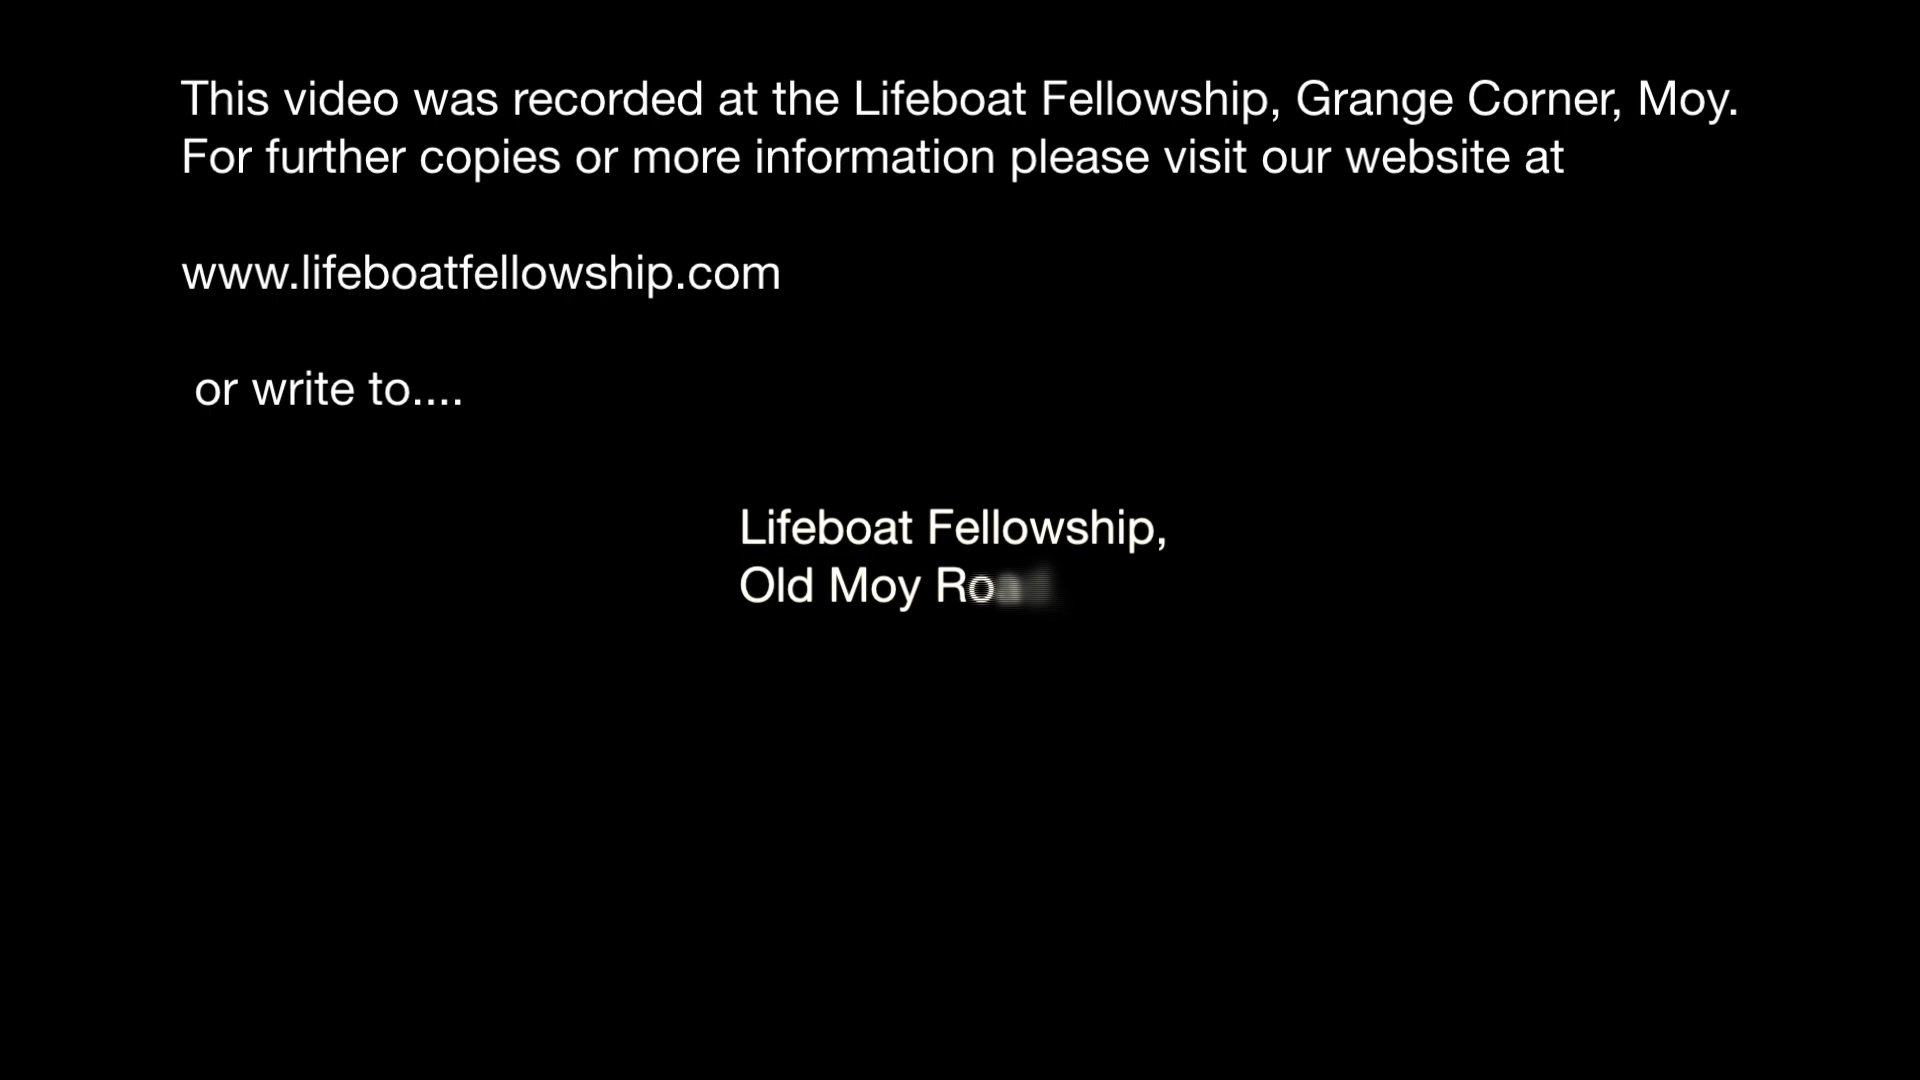 This video was recorded at the Lifeboat Fellowship, Grange Corner, Moy.
For further copies or more information please visit our website at
www.lifeboatfellowship.com
or write to....
Lifeboat Fellowship,
Old Moy Road